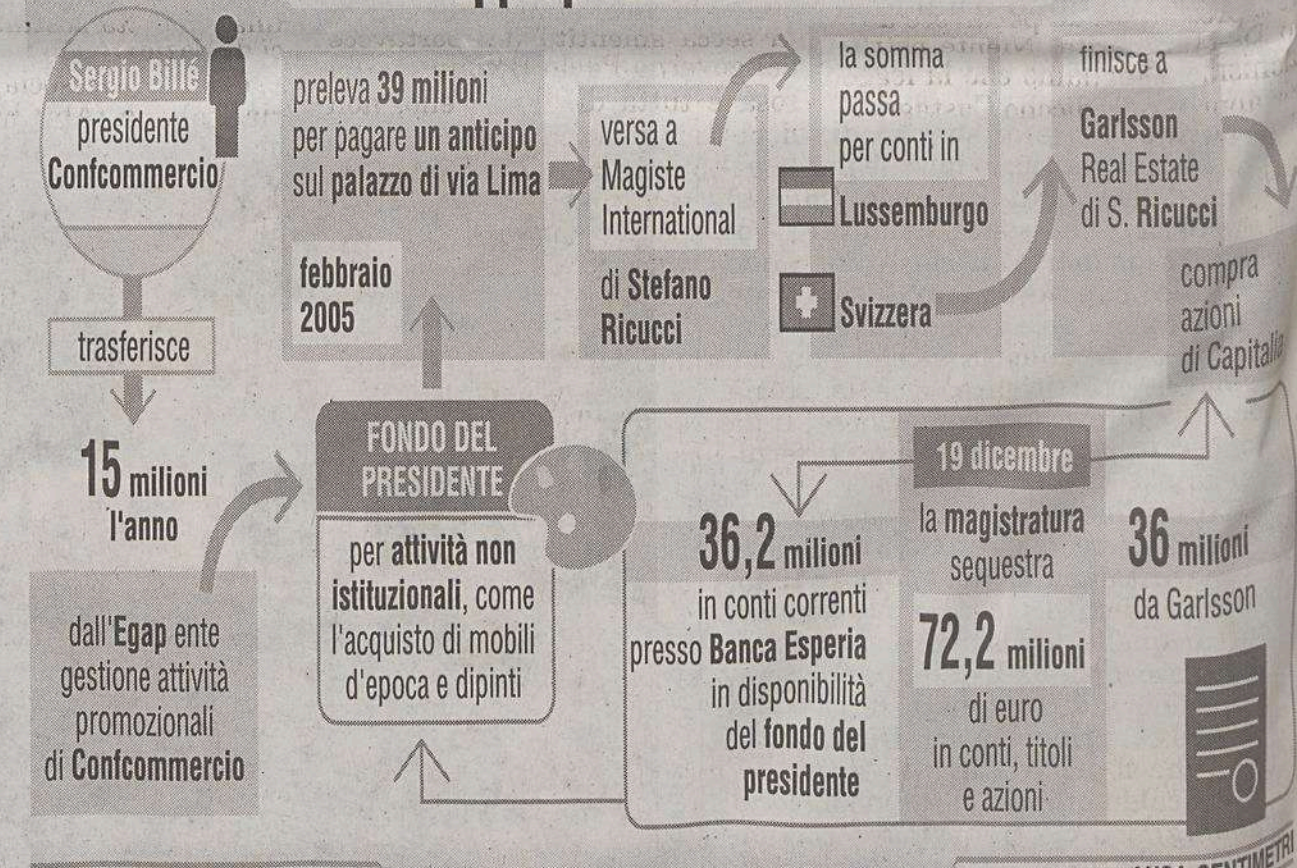 Sergio Billé
presidente
Confcommercio
trasferisce
15 milioni
l'anno
dall'Egap ente
gestione attività
promozionali
di Confcommercio
FONDO DEL
PRESIDENTE
per attività non
istituzionali, come
l'acquisto di mobili
d'epoca e dipinti
preleva 39 milioni
per pagare un anticipo
sul palazzo di via Lima
febbraio
2005
versa a
Magiste
International
di Stefano
Ricucci
la somma
passa
per conti in
Lussemburgo
Svizzera
finisce a
Garlsson
Real Estate
di S. Ricucci
compra
azioni
di Capitalia
19 dicembre
la magistratura
sequestra
72,2 milioni
di euro
in conti, titoli
e azioni
36,2 milioni
in conti correnti
presso Banca Esperia
in disponibilità
del fondo del
presidente
36 milioni
da Garlsson
CENTIMETRI